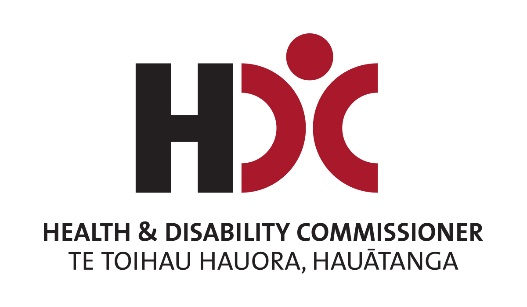 HDC
HEALTH & DISABILITY COMMISSIONER
TE TOIHAU HAUORA, HAUĀTANGA